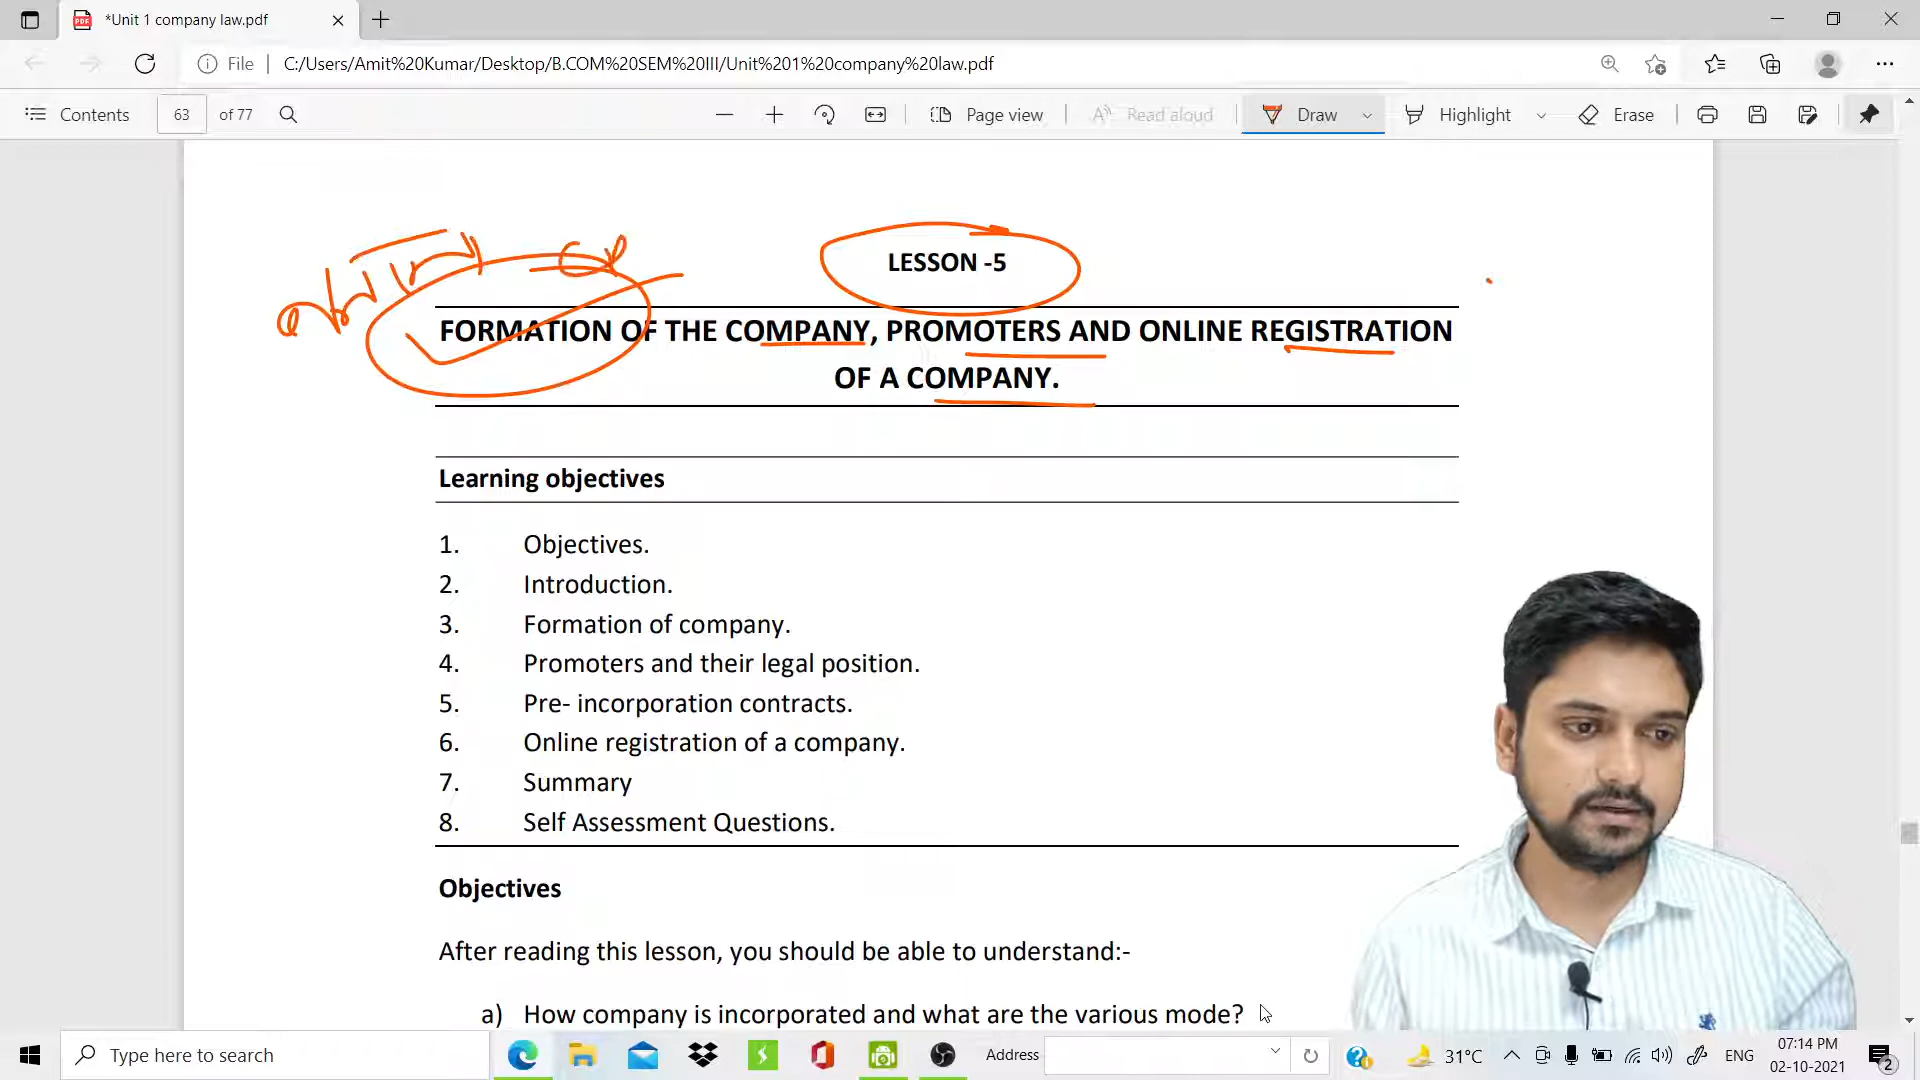 *Unit 1 company law.pdf
File
C:/Users/Amit%20Kumar/Desktop/B.COM%20SEM%20III/Unit%201%20company%20law.pdf
Contents 63 of 77 Page view Read aloud Draw Highlight Erase
LESSON -5
FORMATION OF THE COMPANY, PROMOTERS AND ONLINE REGISTRATION
OF A COMPANY.
Learning objectives
1. Objectives.
2. Introduction.
3. Formation of company.
4. Promoters and their legal position.
5. Pre- incorporation contracts.
6. Online registration of a company.
7. Summary
8. Self Assessment Questions.
Objectives
After reading this lesson, you should be able to understand:-
a) How company is incorporated and what are the various mode?
Type here to search
Address
31°C
ENG
07:14 PM
02-10-2021
2